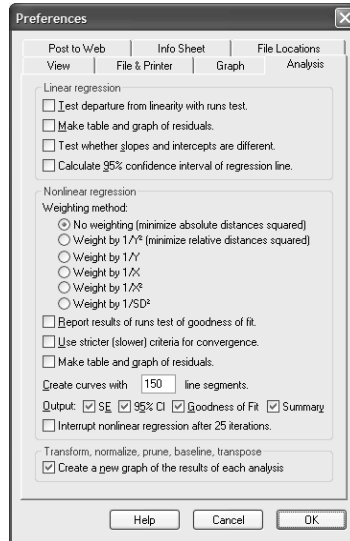 Preferences
Post to Web Info Sheet File Locations
View File & Printer Graph Analysis
Linear regression
Test departure from linearity with runs test.
Make table and graph of residuals.
Test whether slopes and intercepts are different.
Calculate 95% confidence interval of regression line.
Nonlinear regression
Weighting method:
No weighting (minimize absolute distances squared)
Weight by 1/Y² (minimize relative distances squared)
Weight by 1/Y
Weight by 1/X
Weight by 1/X²
Weight by 1/SD²
Report results of runs test of goodness of fit.
Use stricter (slower) criteria for convergence.
Make table and graph of residuals.
Create curves with 150 line segments.
Output: SE 95% CI Goodness of Fit Summary
Interrupt nonlinear regression after 25 iterations.
Transform, normalize, prune, baseline, transpose
Create a new graph of the results of each analysis
Help Cancel OK